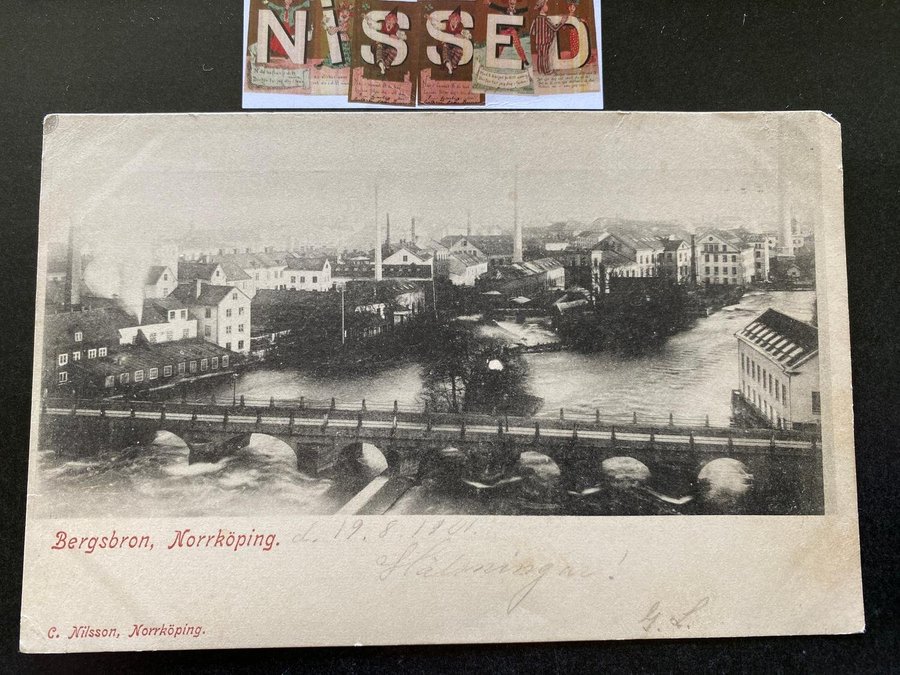 NiSSED
Bergsbron, Norrköping. d. 19. 8. 1901.
Hälsningar!
G. L.
C. Nilsson, Norrköping.